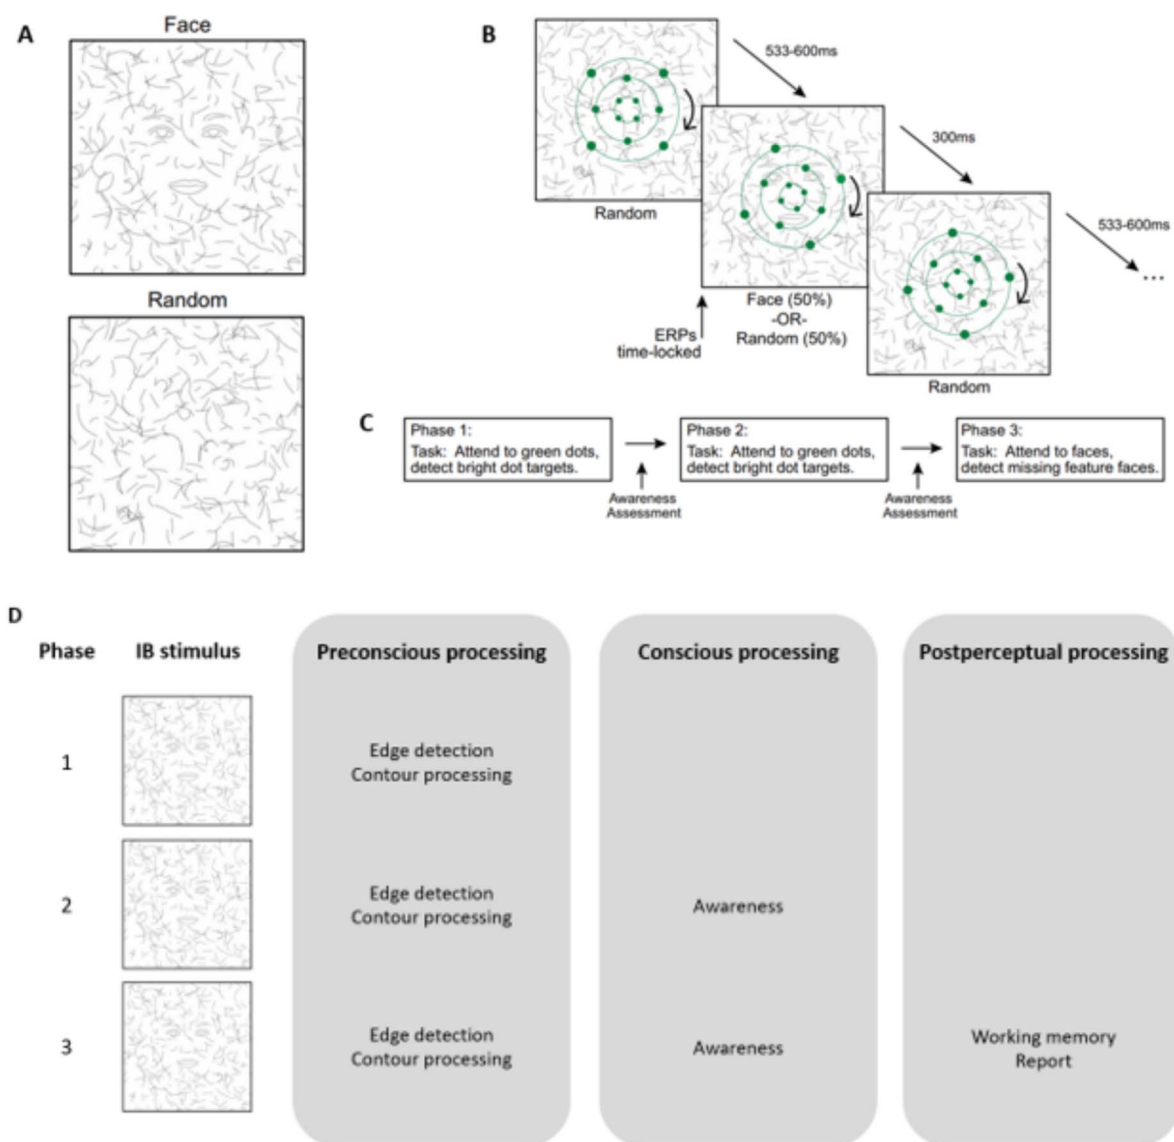 A
Face
Random
B
533-600ms
Random
300ms
Face (50%)
-OR-
Random (50%)
ERPs
time-locked
533-600ms
...
Random
C
Phase 1:
Task: Attend to green dots,
detect bright dot targets.
Awareness
Assessment
Phase 2:
Task: Attend to green dots,
detect bright dot targets.
Awareness
Assessment
Phase 3:
Task: Attend to faces,
detect missing feature faces.
D
Phase
IB stimulus
Preconscious processing
Conscious processing
Postperceptual processing
1
Edge detection
Contour processing
2
Edge detection
Contour processing
Awareness
3
Edge detection
Contour processing
Awareness
Working memory
Report